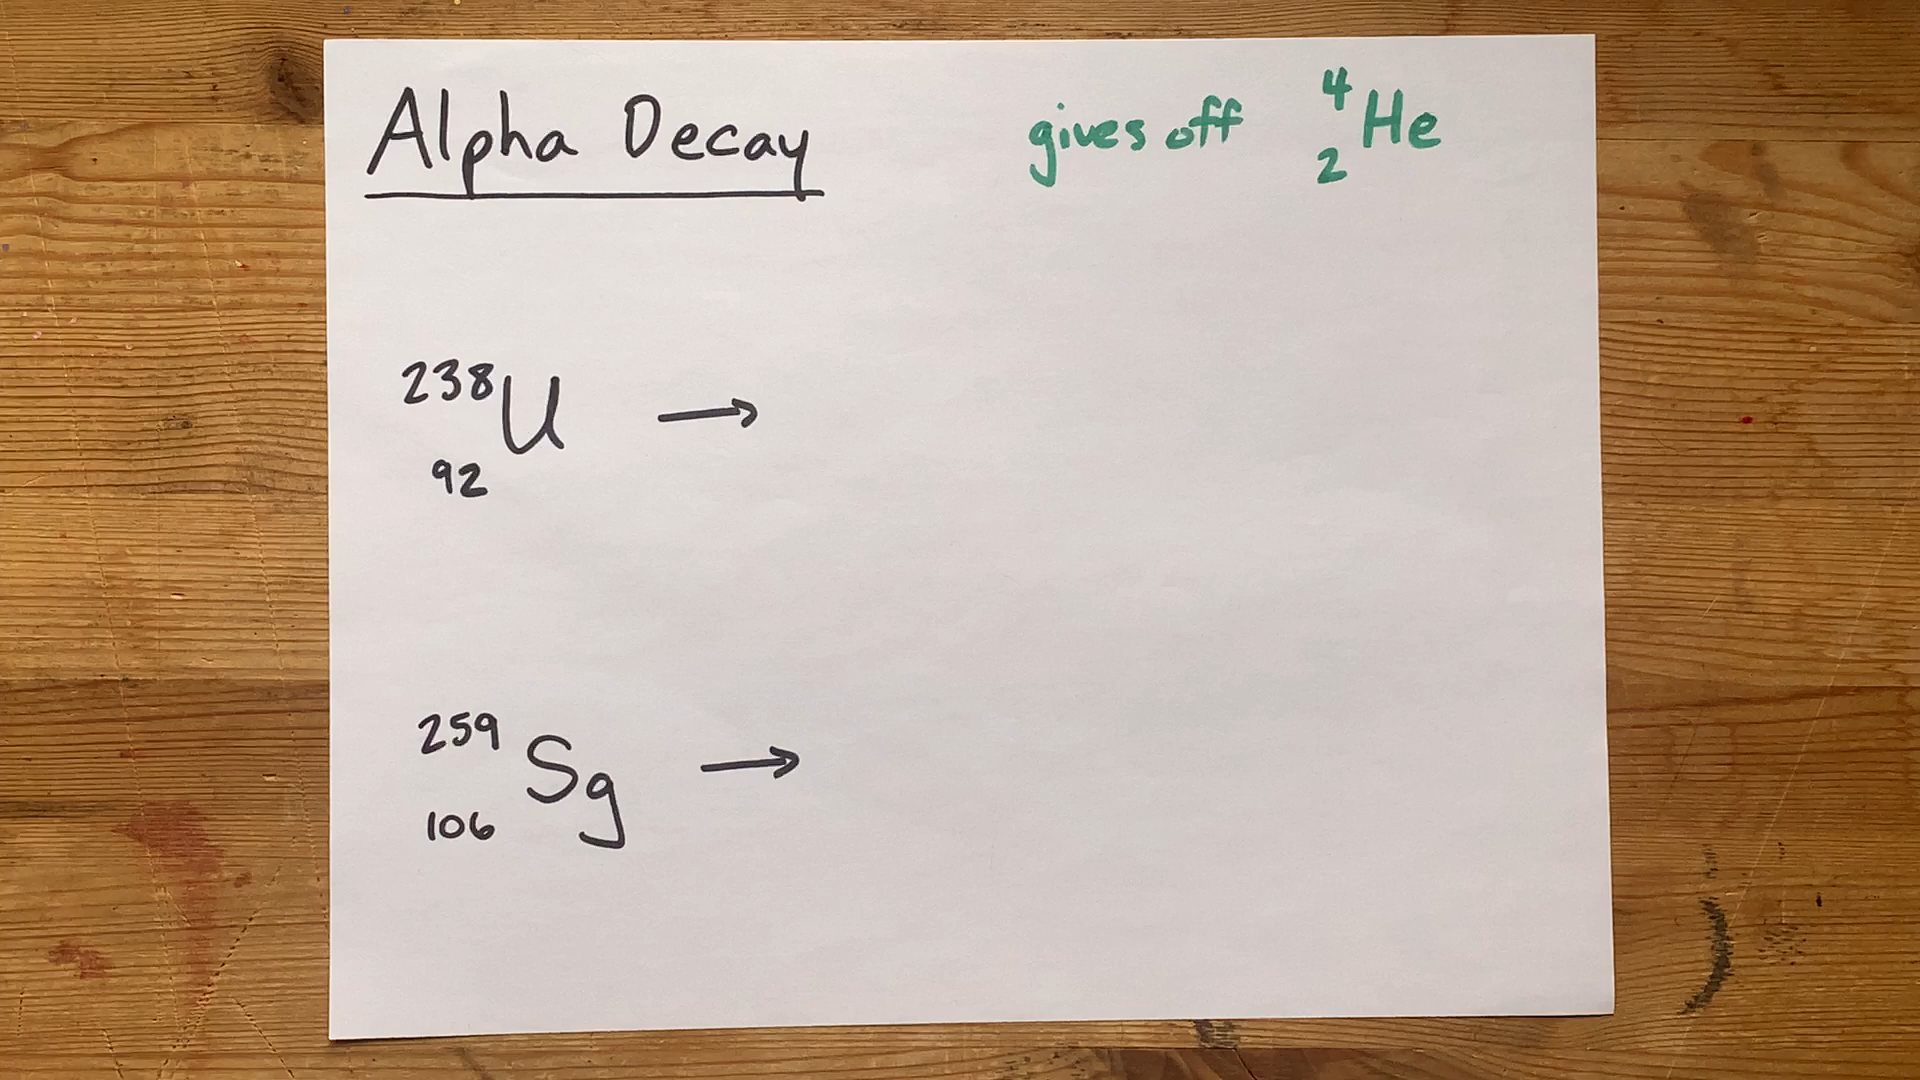 Alpha Decay gives off ⁴₂He
²³⁸₉₂U →
²⁵⁹₁₀₆Sg →